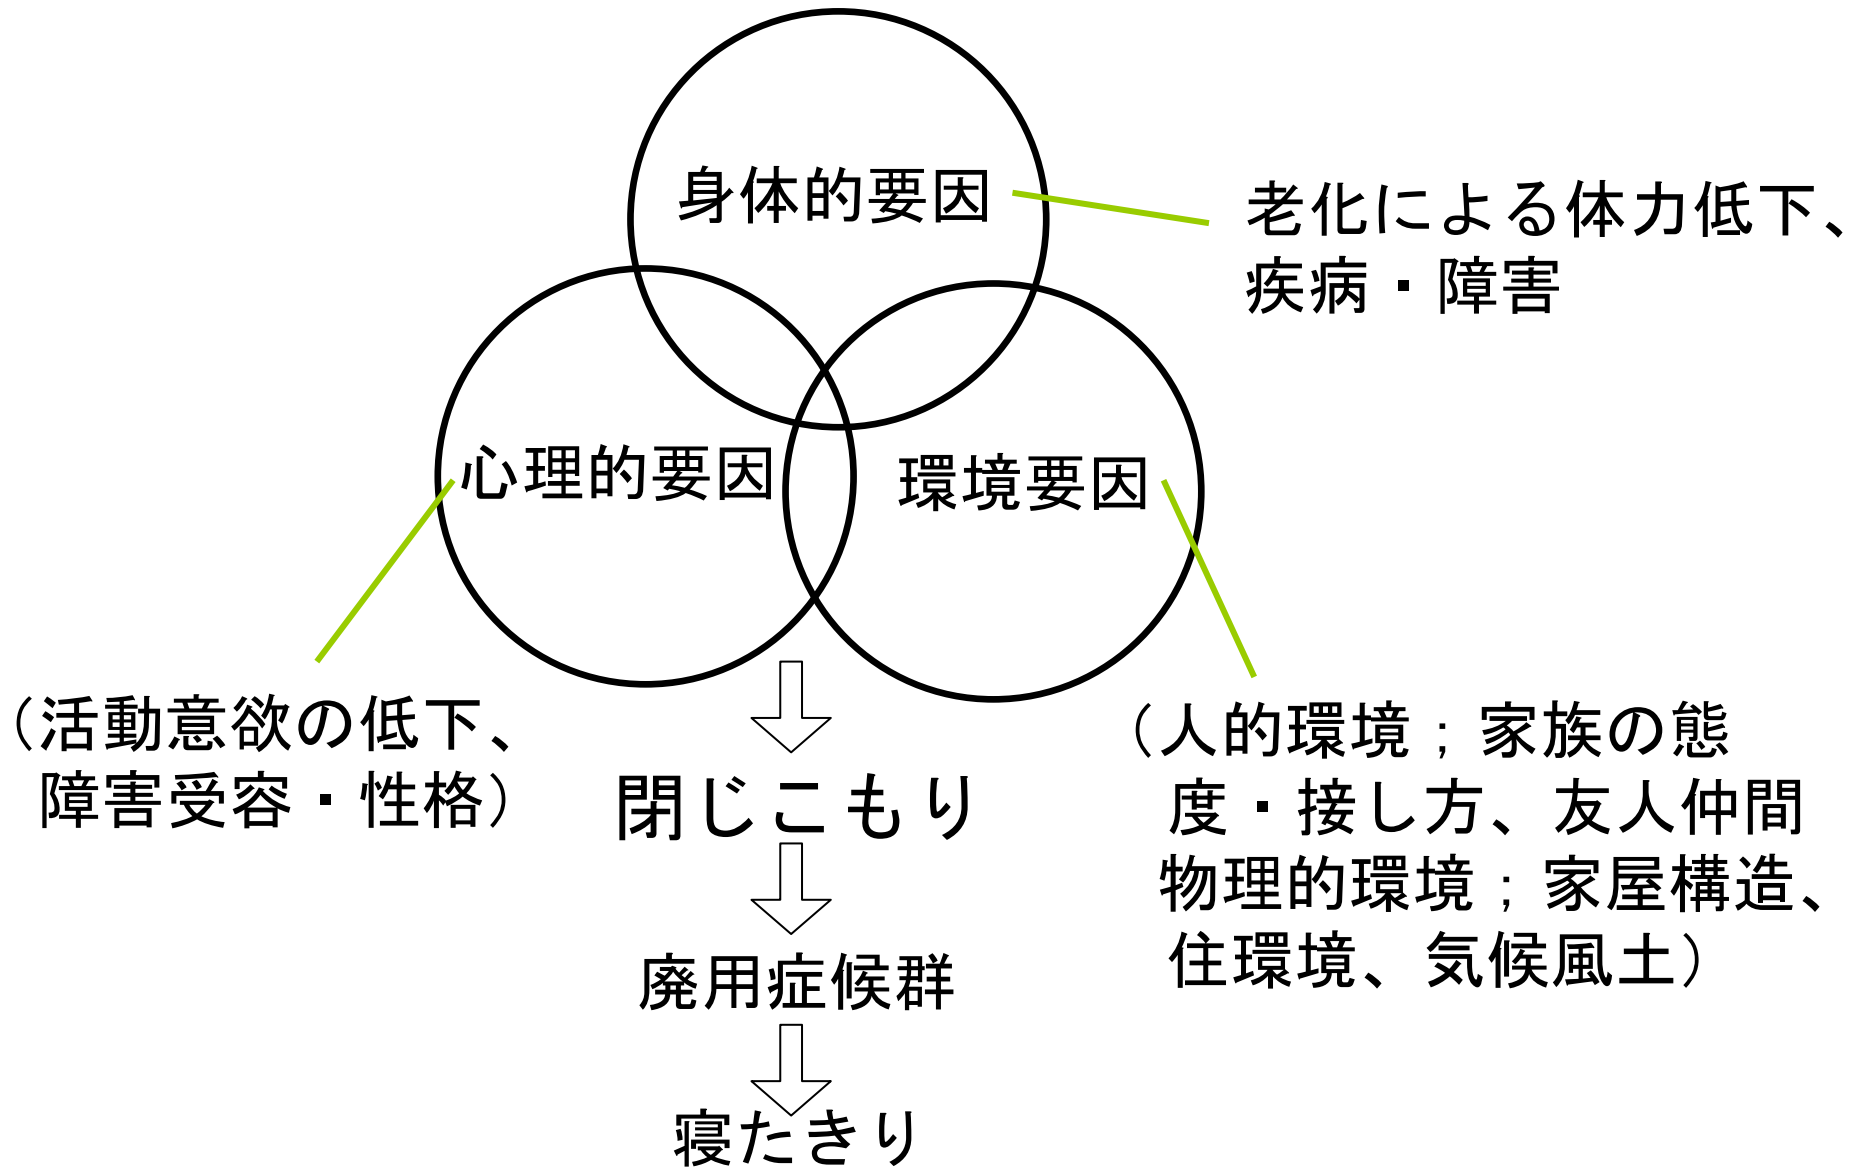 身体的要因
老化による体力低下、
疾病・障害
心理的要因
環境要因
（活動意欲の低下、
障害受容・性格）
（人的環境；家族の態
度・接し方、友人仲間
物理的環境；家屋構造、
住環境、気候風土）
閉じこもり
廃用症候群
寝たきり